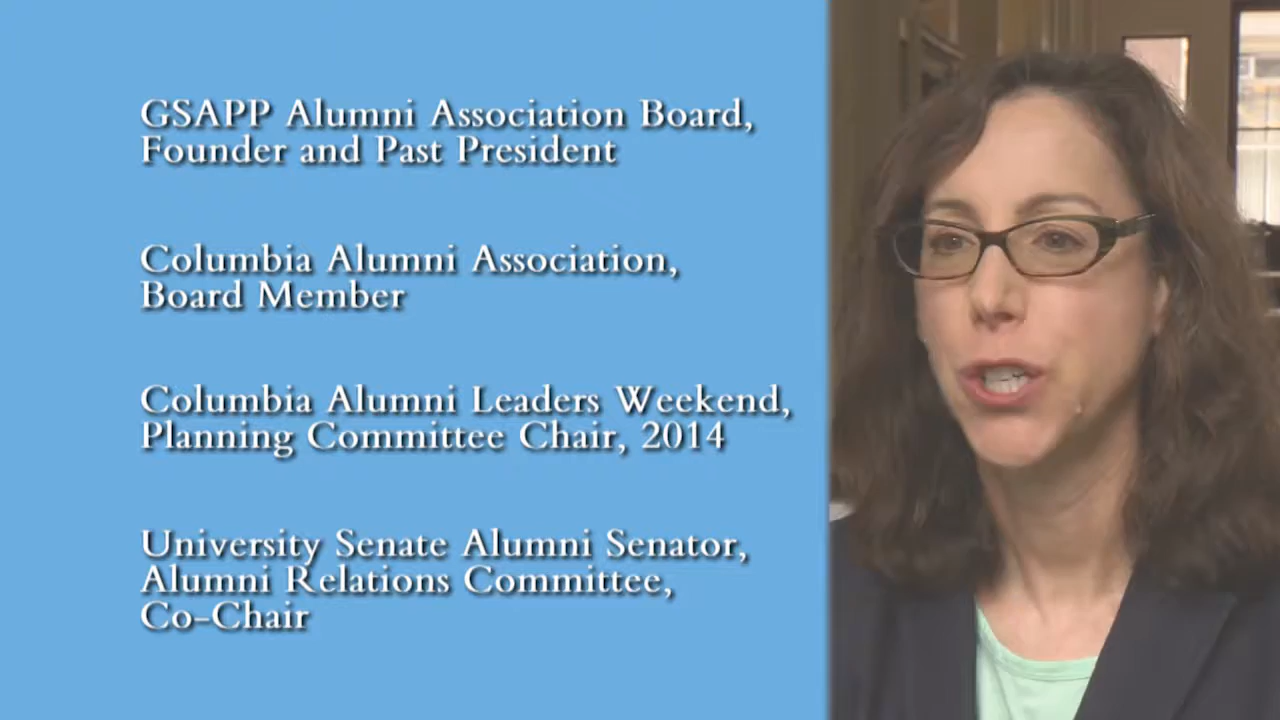 GSAPP Alumni Association Board,
Founder and Past President
Columbia Alumni Association,
Board Member
Columbia Alumni Leaders Weekend,
Planning Committee Chair, 2014
University Senate Alumni Senator,
Alumni Relations Committee,
Co-Chair